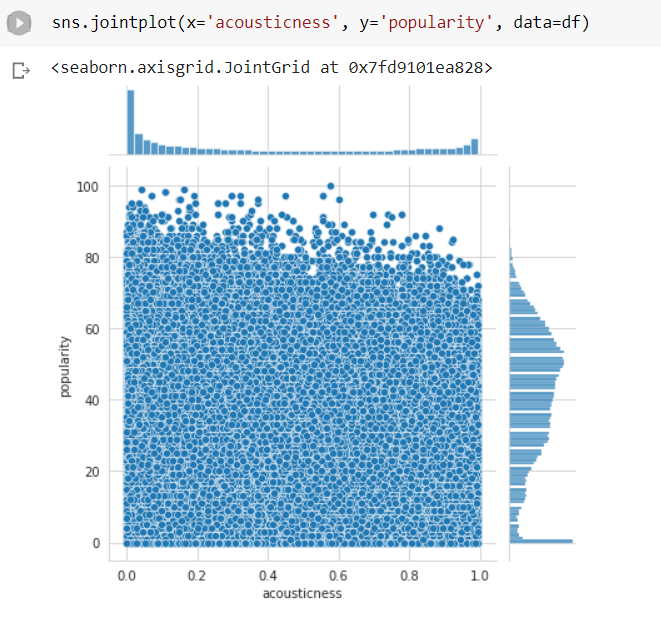 sns.jointplot(x='acousticness', y='popularity', data=df)
<seaborn.axisgrid.JointGrid at 0x7fd9101ea828>
100
80
60
40
20
0
popularity
0.0 0.2 0.4 0.6 0.8 1.0
acousticness